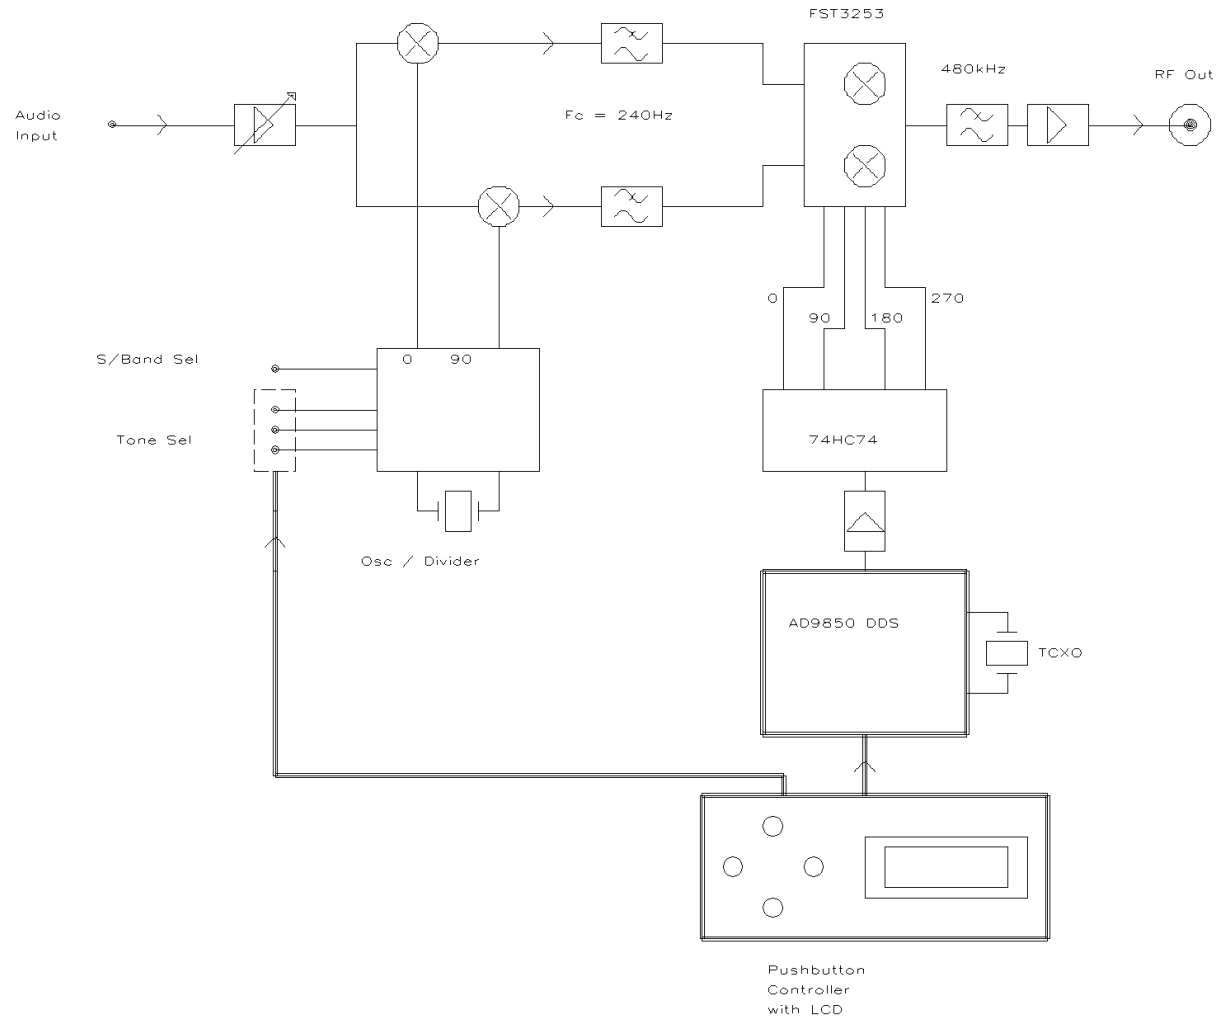 FST3253
480kHz
RF Out
Audio
Input
Fc = 240Hz
0
270
90
180
S/Band Sel
0
90
Tone Sel
74HC74
Osc / Divider
AD9850 DDS
TCXO
Pushbutton
Controller
with LCD